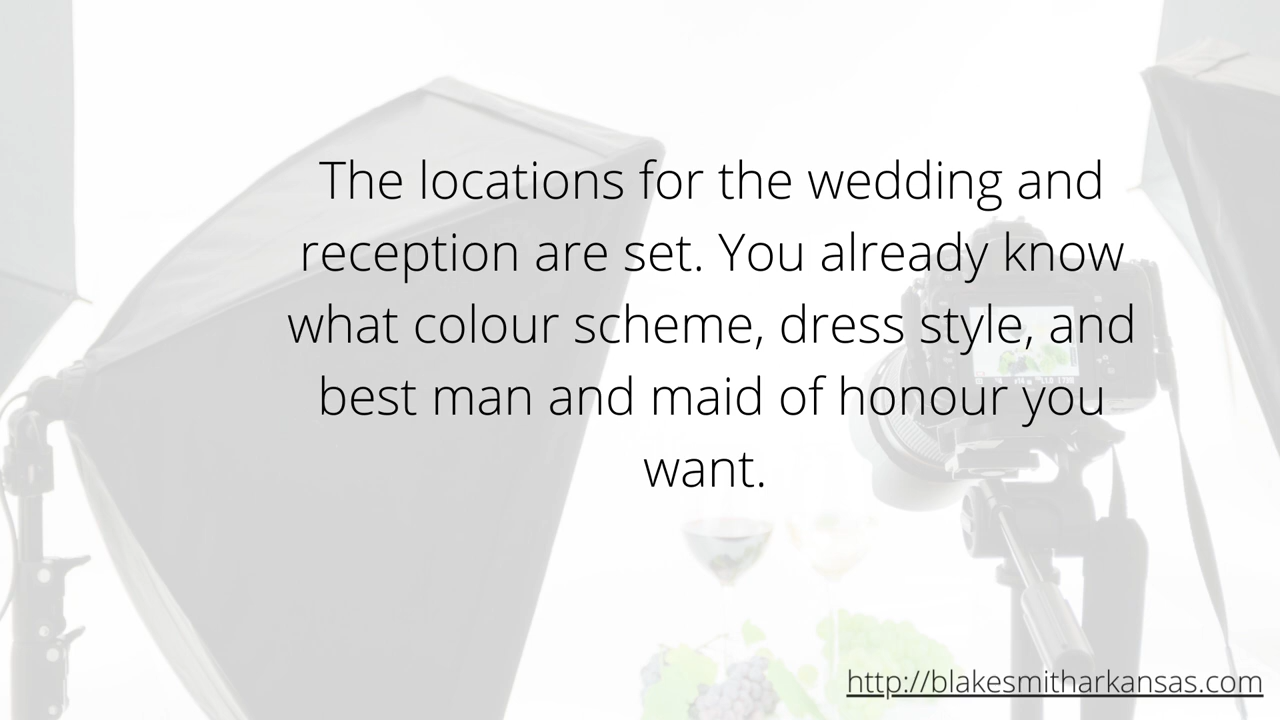 The locations for the wedding and
reception are set. You already know
what colour scheme, dress style, and
best man and maid of honour you
want.
http://blakesmitharkansas.com